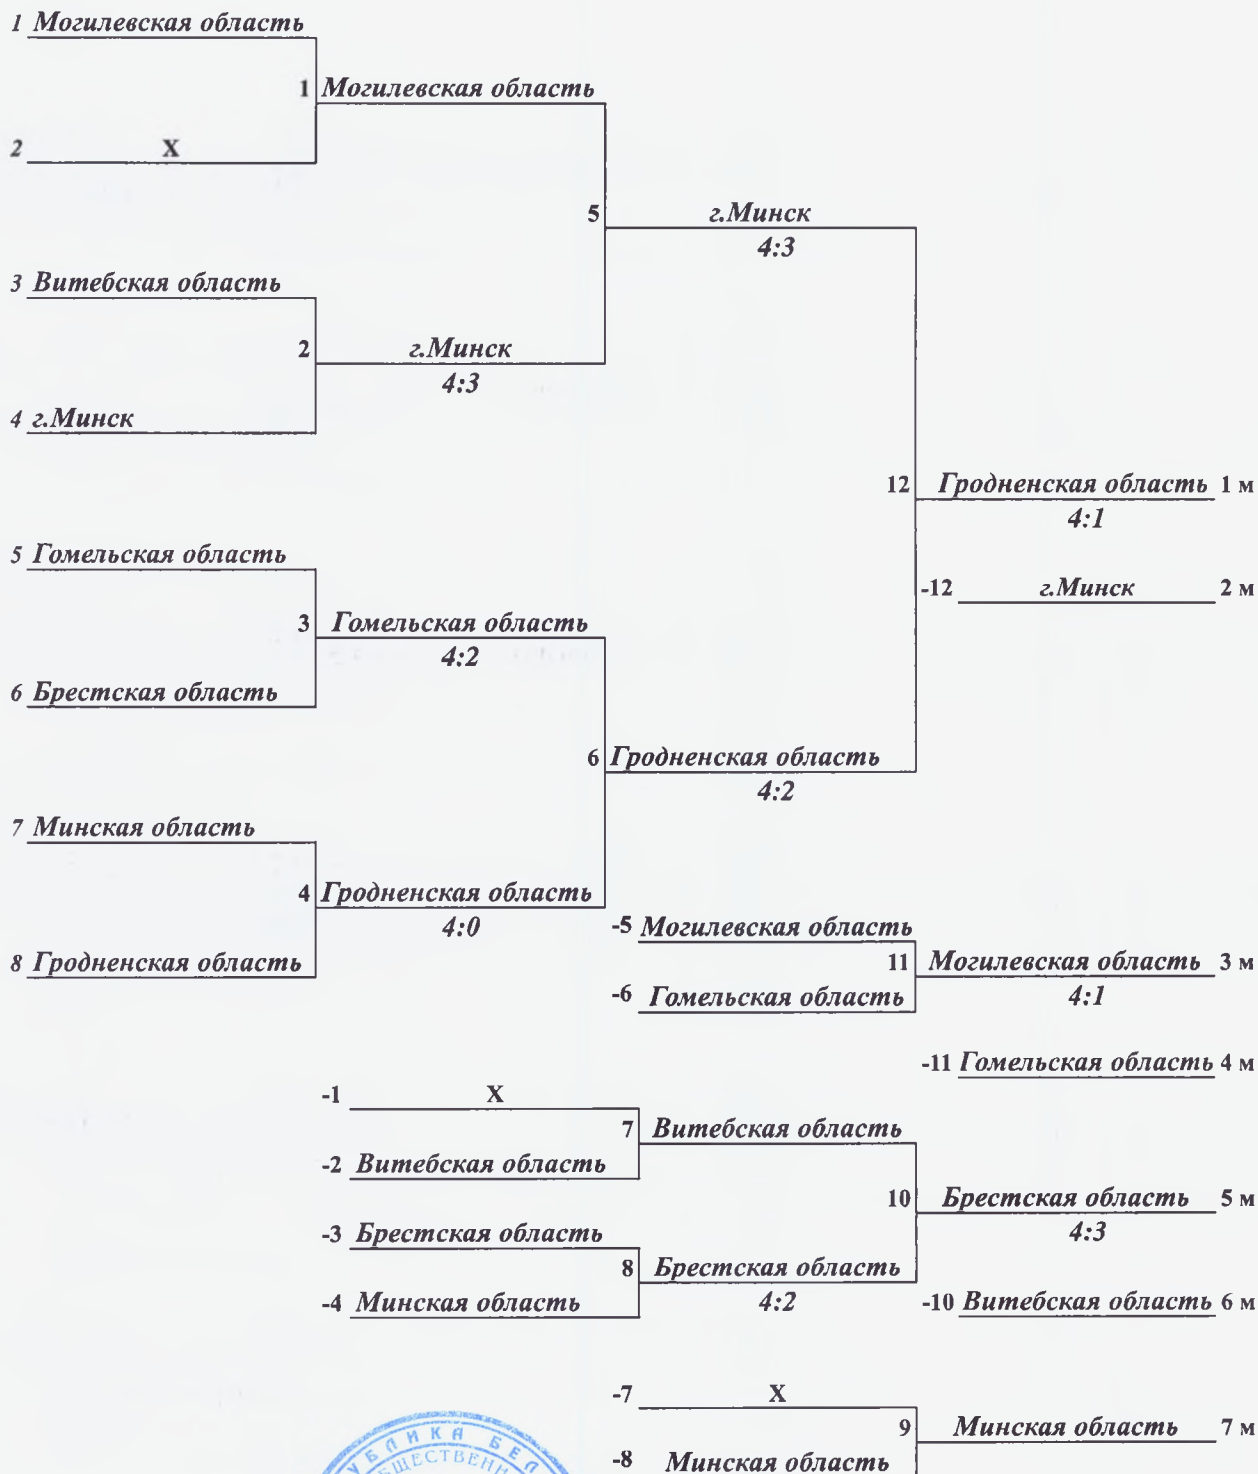 1 Могилевская область
1 Могилевская область
2 X
5 г.Минск
4:3
3 Витебская область
2 г.Минск
4:3
4 г.Минск
12 Гродненская область 1 м
4:1
5 Гомельская область
-12 г.Минск 2 м
3 Гомельская область
4:2
6 Брестская область
6 Гродненская область
4:2
7 Минская область
4 Гродненская область
4:0
-5 Могилевская область
8 Гродненская область
11 Могилевская область 3 м
4:1
-6 Гомельская область
-11 Гомельская область 4 м
-1 X
7 Витебская область
-2 Витебская область
10 Брестская область 5 м
4:3
-3 Брестская область
8 Брестская область
4:2
-4 Минская область
-10 Витебская область 6 м
-7 X
9 Минская область 7 м
-8 Минская область